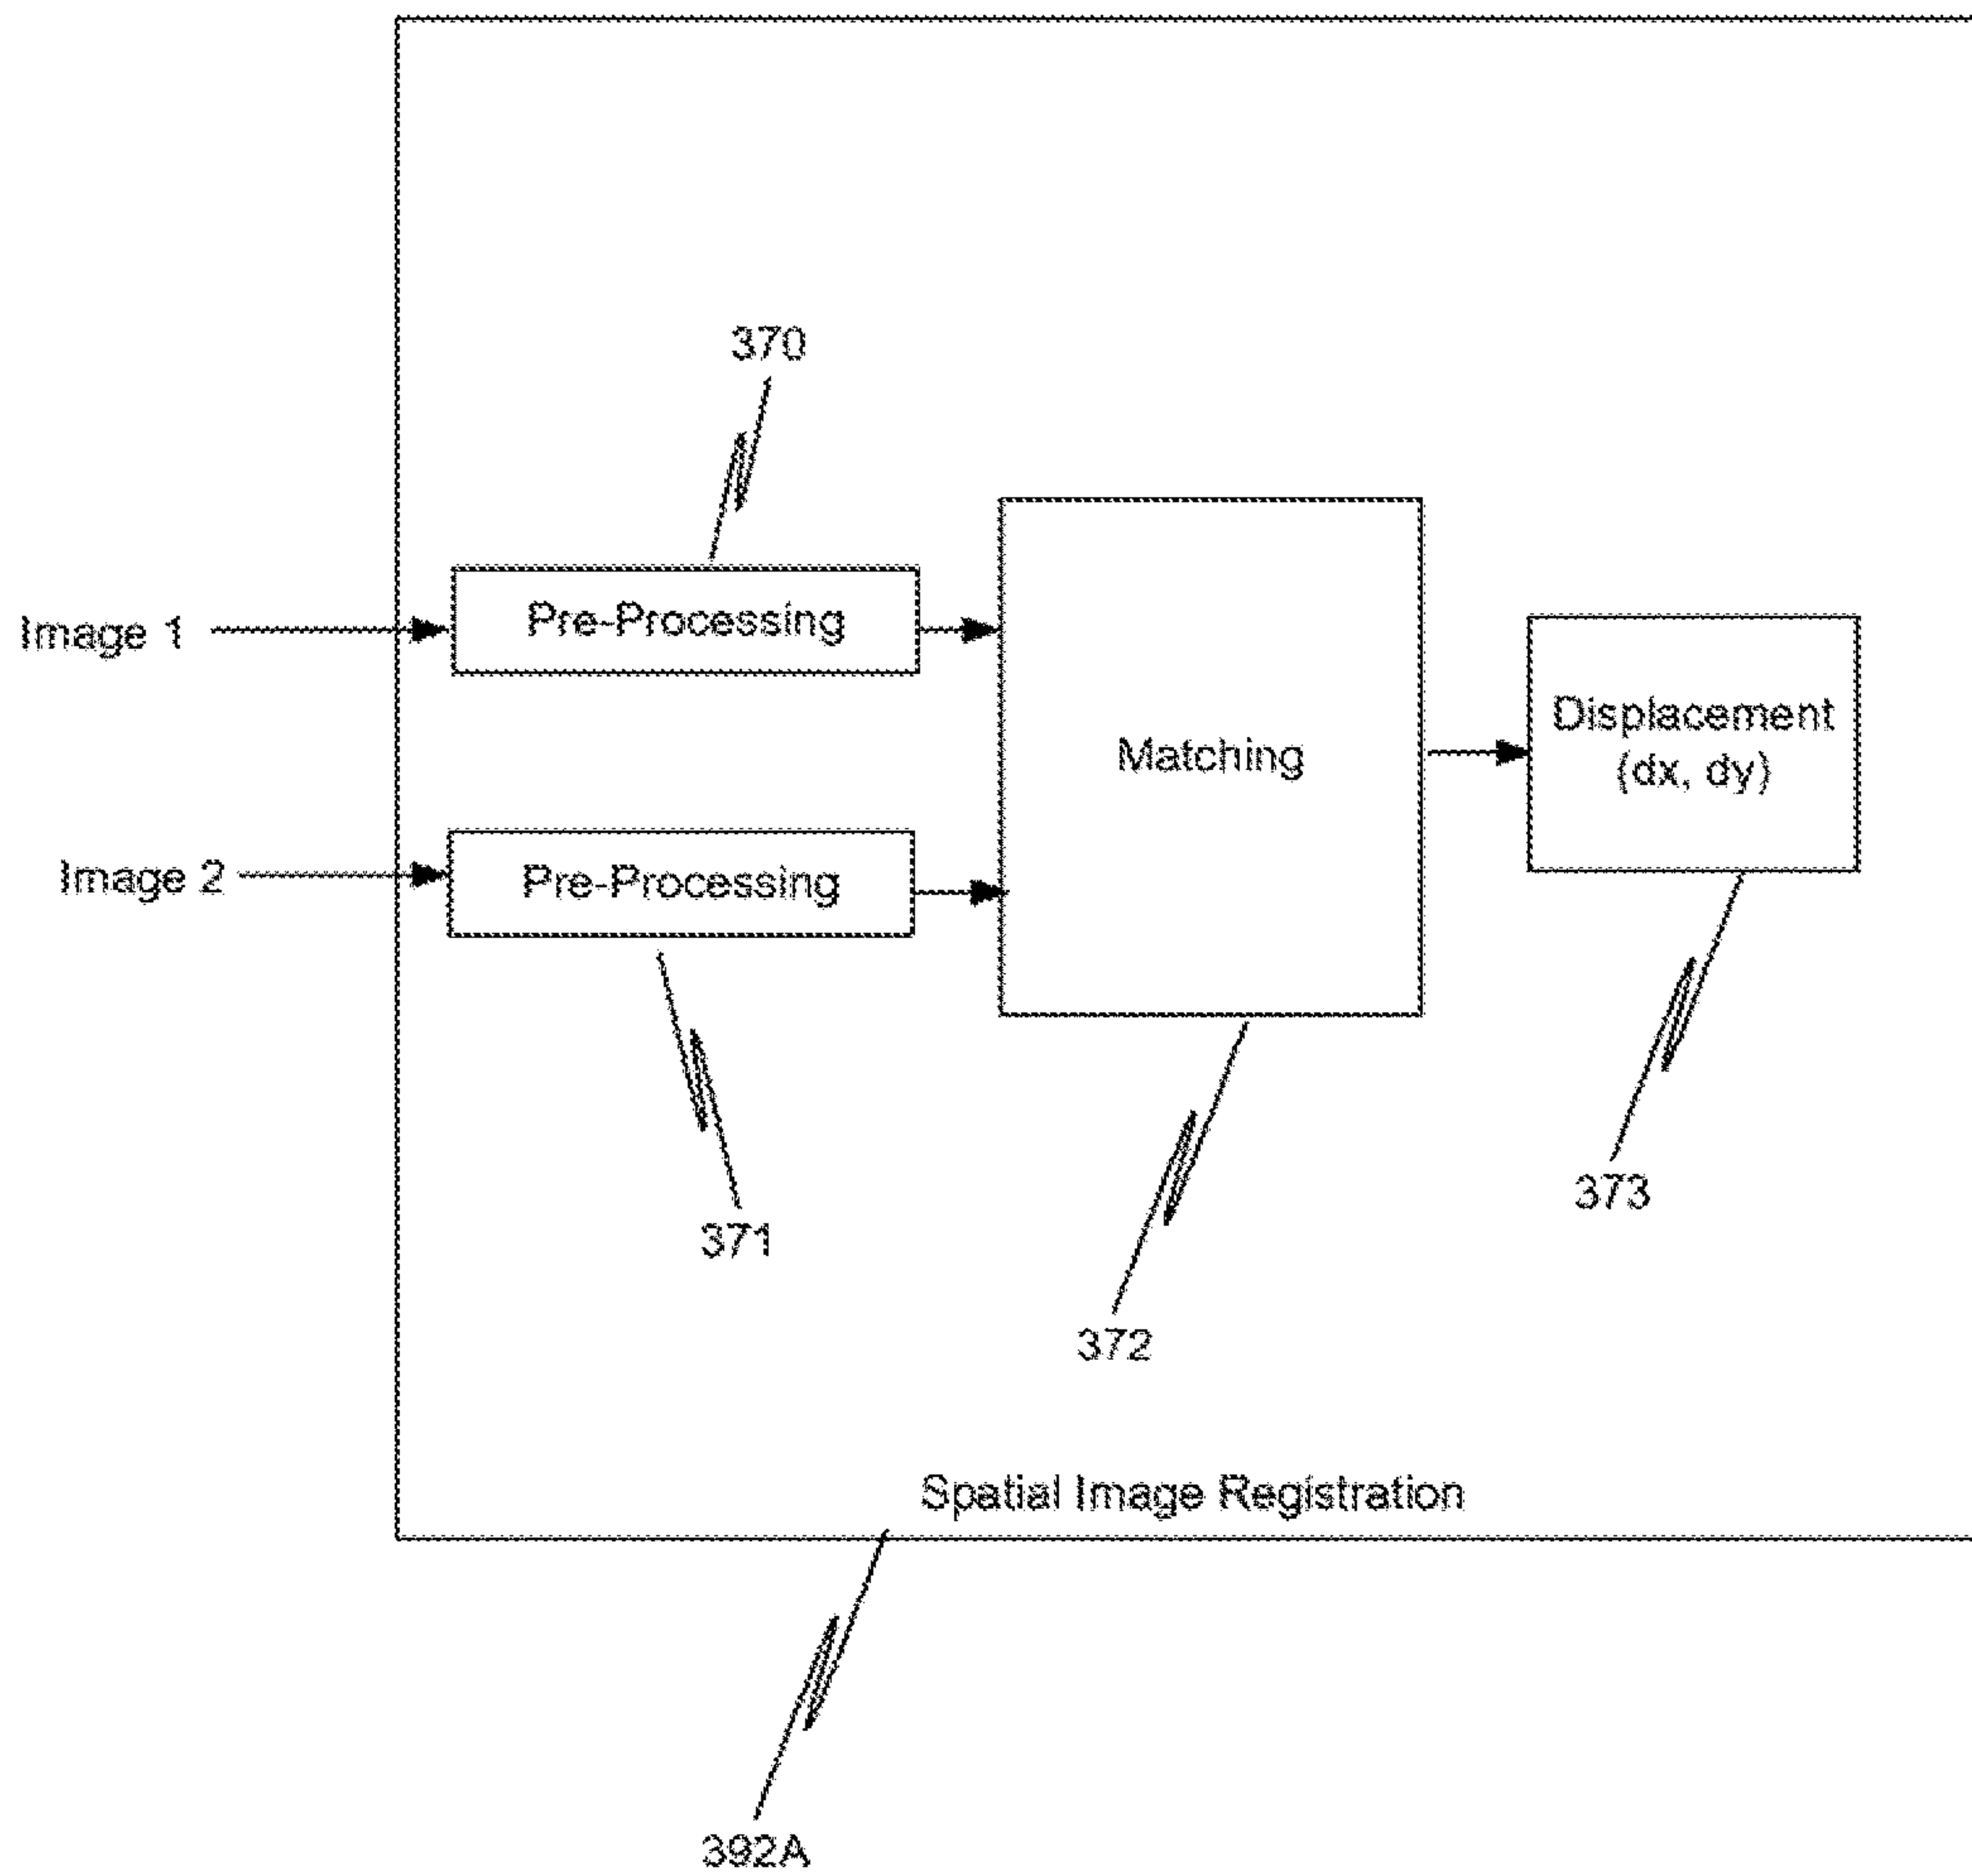 370
Image 1
Pre-Processing
Matching
Displacement
(dx, dy)
Image 2
Pre-Processing
371
372
373
Spatial Image Registration
392A